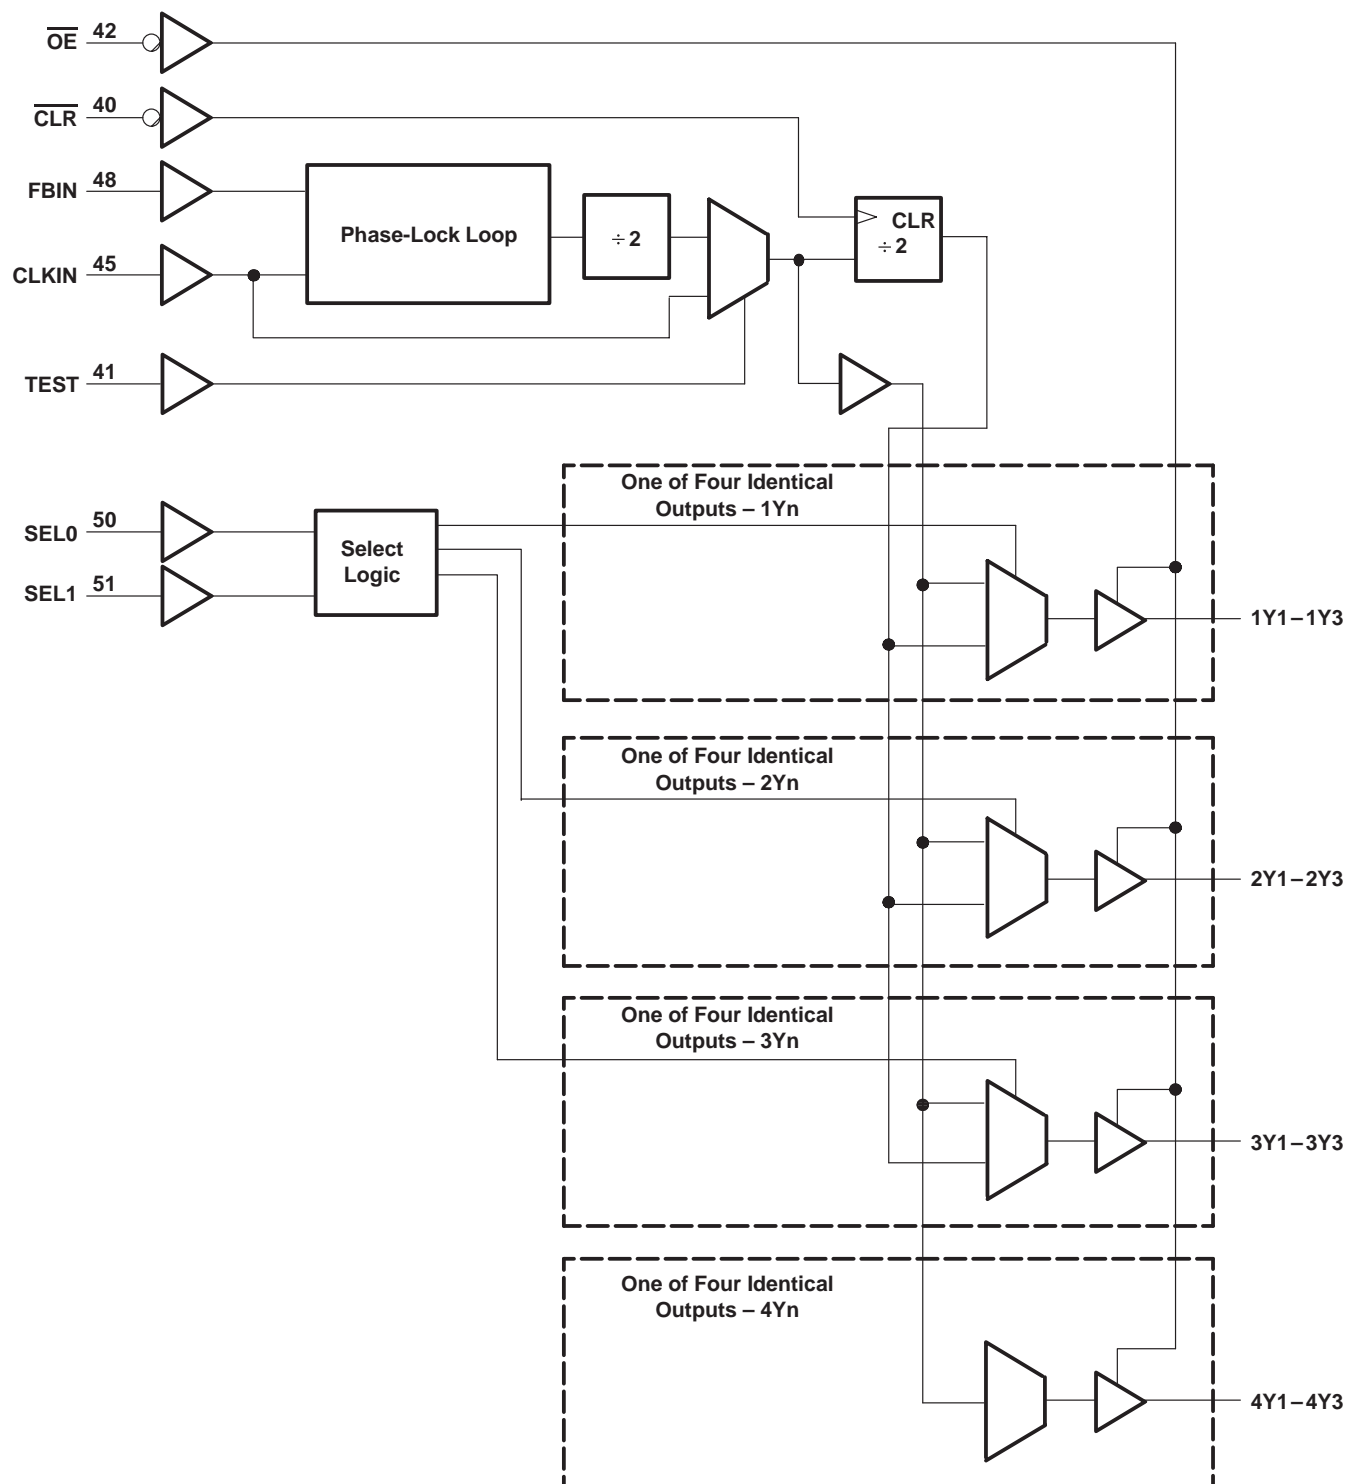 OE 42
CLR 40
FBIN 48
CLKIN 45
TEST 41
Phase-Lock Loop
÷ 2
CLR
÷ 2
SEL0 50
SEL1 51
Select
Logic
One of Four Identical
Outputs – 1Yn
1Y1–1Y3
One of Four Identical
Outputs – 2Yn
2Y1–2Y3
One of Four Identical
Outputs – 3Yn
3Y1–3Y3
One of Four Identical
Outputs – 4Yn
4Y1–4Y3